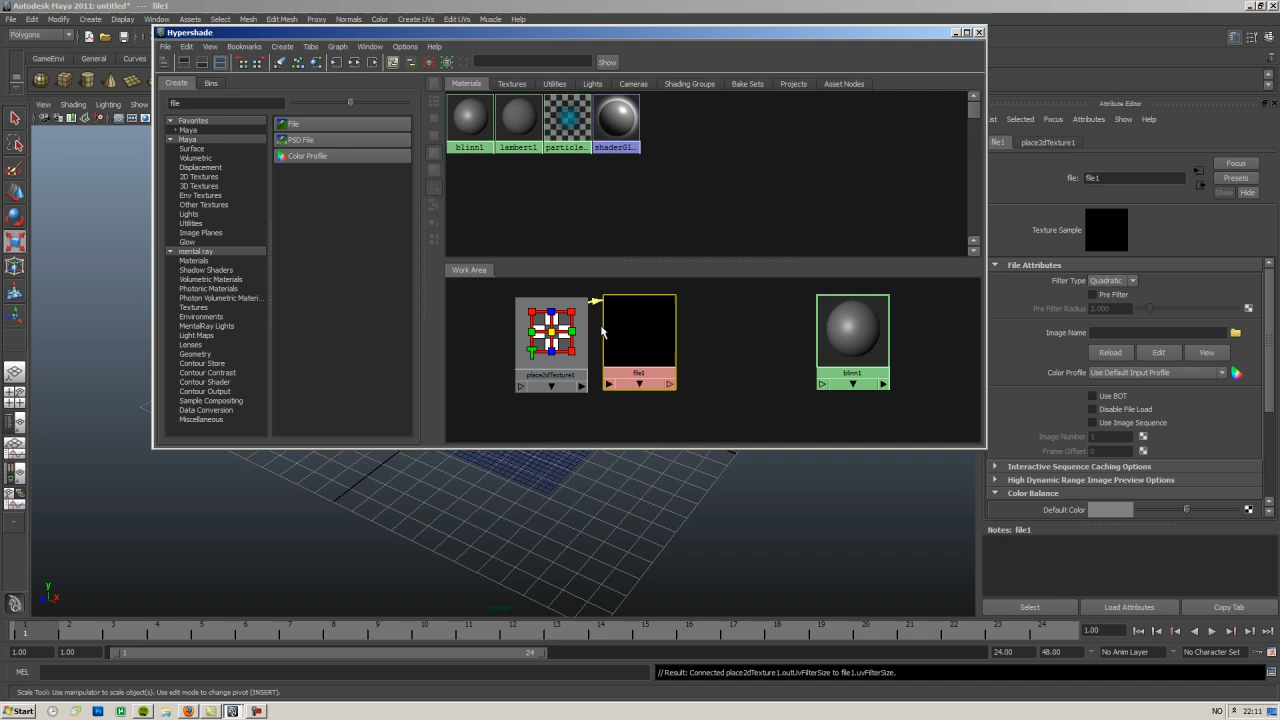 Autodesk Maya 2011: untitled* --- file1
File Edit Modify Create Display Window Assets Select Mesh Edit Mesh Proxy Normals Color Create UVs Edit UVs Muscle Help
Polygons
GameEnvi General Curves
View Shading Lighting
Hypershade
File Edit View Bookmarks Create Tabs Graph Window Options Help
Show
Create Bins
file
Favorites
+ Maya
Maya
Surface
Volumetric
Displacement
2D Textures
3D Textures
Env Textures
Other Textures
Lights
Utilities
Image Planes
Glow
mental ray
Materials
Shadow Shaders
Volumetric Materials
Photonic Materials
Photon Volumetric Materi...
Textures
Environments
MentalRay Lights
Light Maps
Lenses
Geometry
Contour Store
Contour Contrast
Contour Shader
Contour Output
Sample Compositing
Data Conversion
Miscellaneous
File
PSD File
Color Profile
Materials Textures Utilities Lights Cameras Shading Groups Bake Sets Projects Asset Nodes
blinn1 lambert1 particle... shaderGl...
Work Area
place2dTexture1 file1 blinn1
Attribute Editor
ist Selected Focus Attributes Show Help
file1 place2dTexture1
file: file1
Focus
Presets
Show Hide
Texture Sample
File Attributes
Filter Type Quadratic
Pre Filter
Pre Filter Radius 2.000
Image Name
Reload Edit View
Color Profile Use Default Input Profile
Use BOT
Disable File Load
Use Image Sequence
Image Number 1
Frame Offset 0
Interactive Sequence Caching Options
High Dynamic Range Image Preview Options
Color Balance
Default Color
Notes: file1
Select Load Attributes Copy Tab
persp
y
z x
1 2 3 4 5 6 7 8 9 10 11 12 13 14 15 16 17 18 19 20 21 22 23 24
1
1.00
1.00 1.00 1 24 24.00 48.00 No Anim Layer No Character Set
MEL // Result: Connected place2dTexture1.outUvFilterSize to file1.uvFilterSize.
Scale Tool: Use manipulator to scale object(s). Use edit mode to change pivot (INSERT).
Start NO 22:11